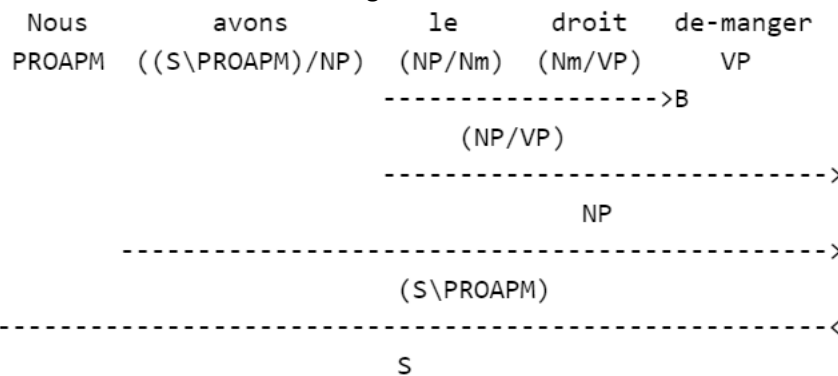 Nous avons le droit de-manger
PROAPM ((S\PROAPM)/NP) (NP/Nm) (Nm/VP) VP
------------------>B
(NP/VP)
----------------------------->
NP
----------------------------------------------->
(S\PROAPM)
-------------------------------------------------------<
S